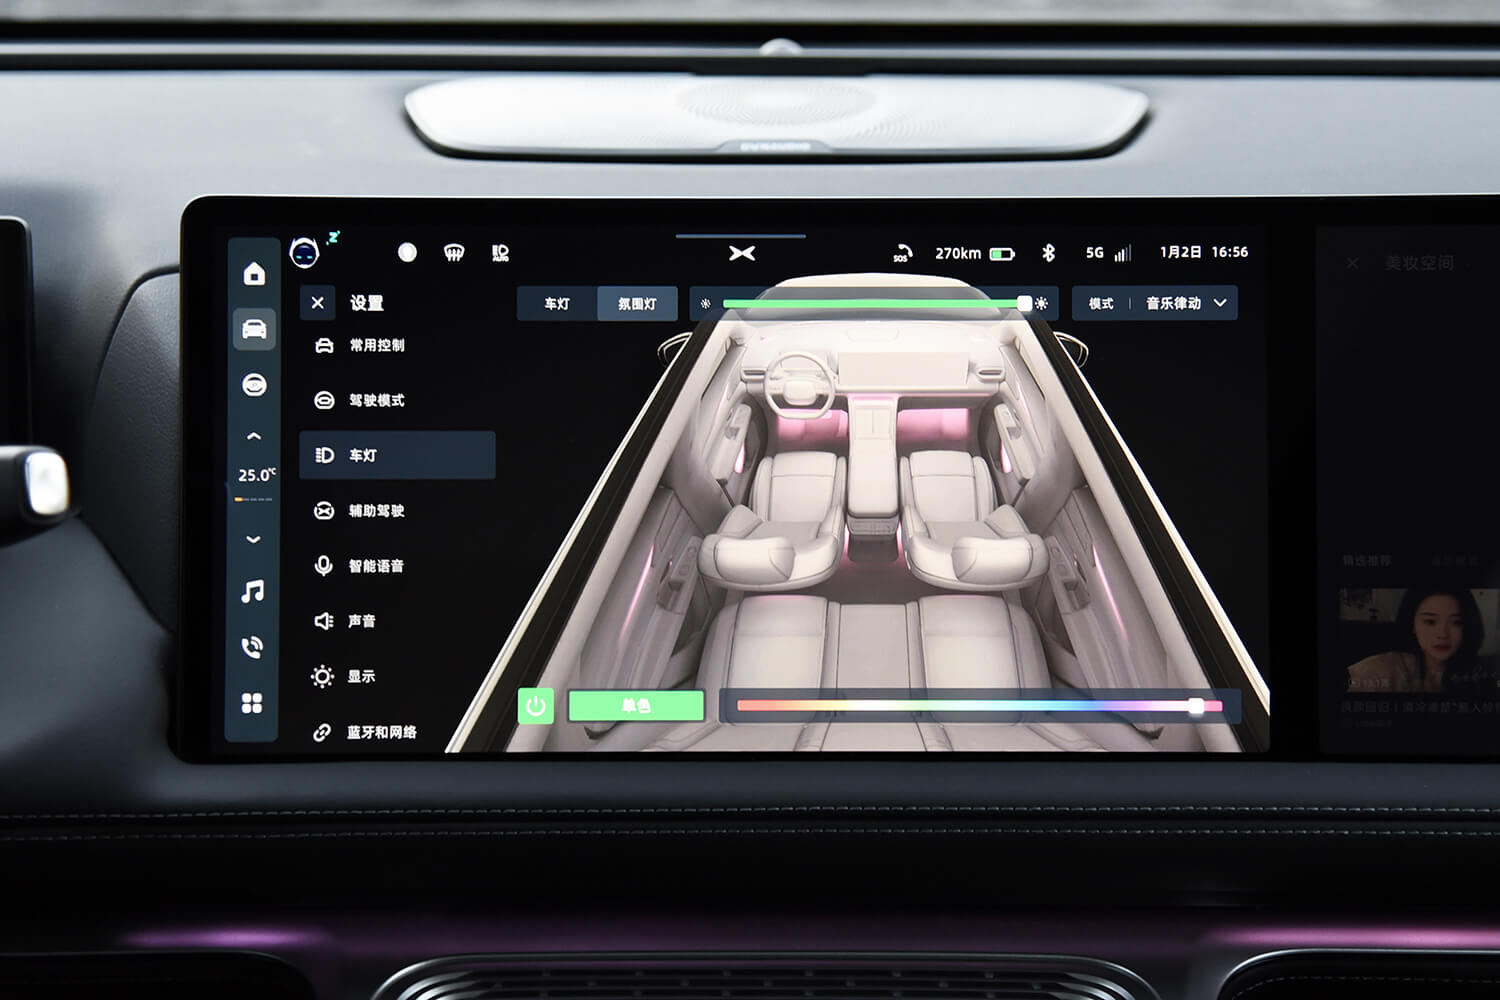 DYNAUDIO
Z
AUTO
SOS
270km
5G
1月2日 16:56
设置
车灯
氛围灯
模式
音乐律动
常用控制
驾驶模式
车灯
辅助驾驶
智能语音
声音
显示
蓝牙和网络
25.0℃
单色
美妆空间
精选推荐